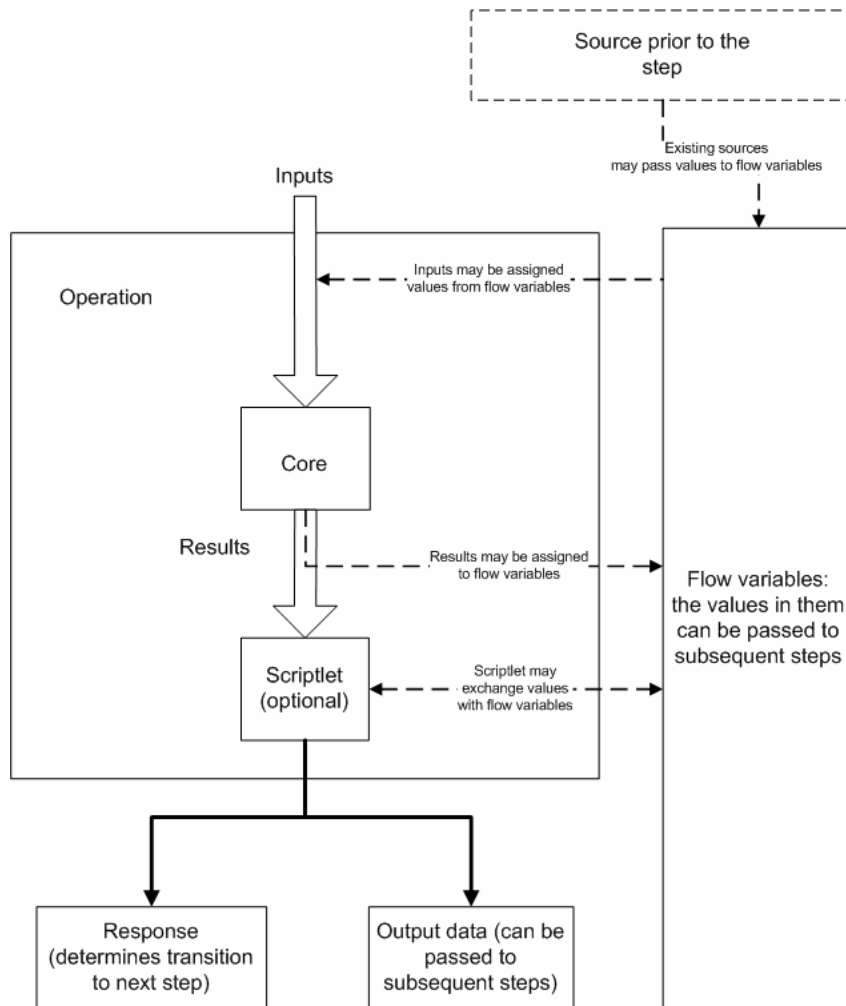 Source prior to the
step
Existing sources
may pass values to flow variables
Inputs
Inputs may be assigned
values from flow variables
Operation
Core
Results
Results may be assigned
to flow variables
Flow variables:
the values in them
can be passed to
subsequent steps
Scriptlet
(optional)
Scriptlet may
exchange values
with flow variables
Response
(determines transition
to next step)
Output data (can be
passed to
subsequent steps)